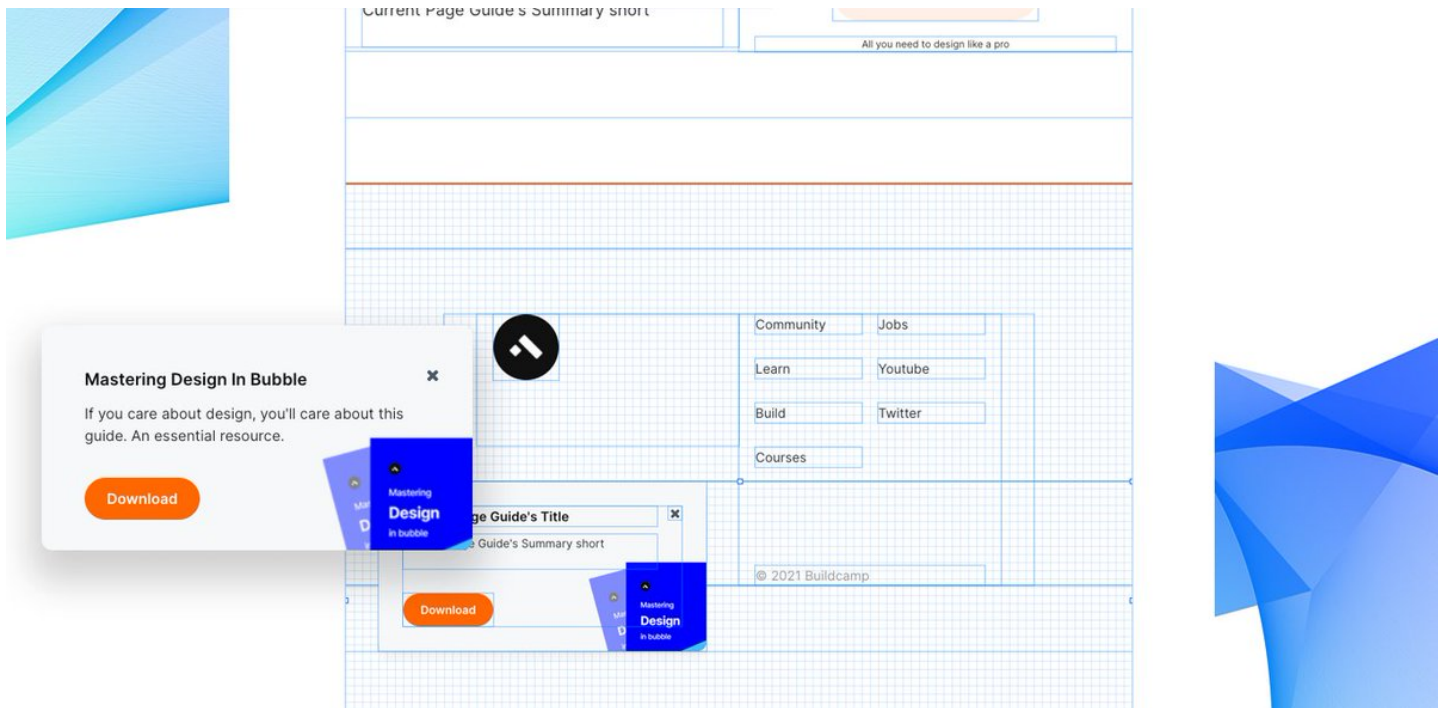 Current Page Guide's Summary short
All you need to design like a pro
Community
Jobs
Learn
Youtube
Build
Twitter
Courses
Mastering Design In Bubble
If you care about design, you'll care about this
guide. An essential resource.
Download
Mastering
Design
in bubble
Guide's Title
Guide's Summary short
Download
Mastering
Design
in bubble
© 2021 Buildcamp